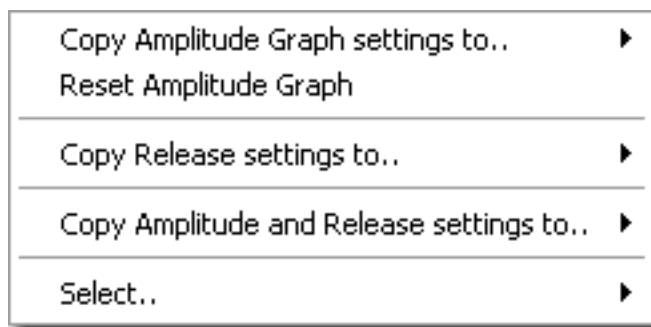 Copy Amplitude Graph settings to..
Reset Amplitude Graph
Copy Release settings to..
Copy Amplitude and Release settings to..
Select..